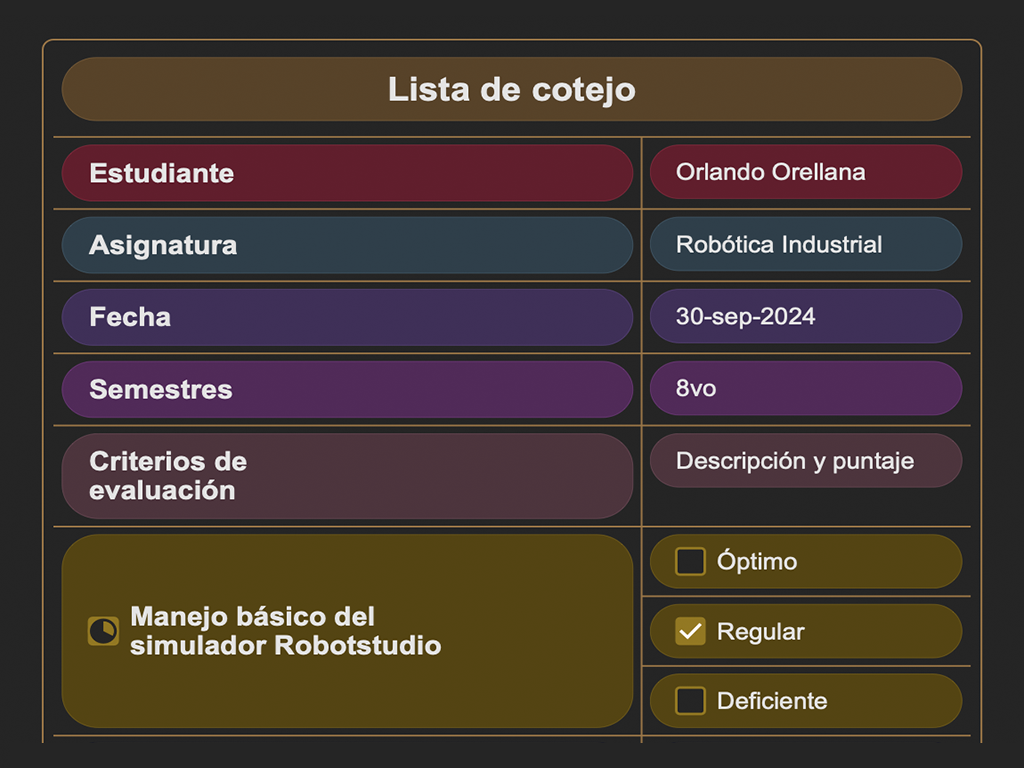 Lista de cotejo
Estudiante
Orlando Orellana
Asignatura
Robótica Industrial
Fecha
30-sep-2024
Semestres
8vo
Criterios de
evaluación
Descripción y puntaje
Manejo básico del
simulador Robotstudio
Óptimo
Regular
Deficiente